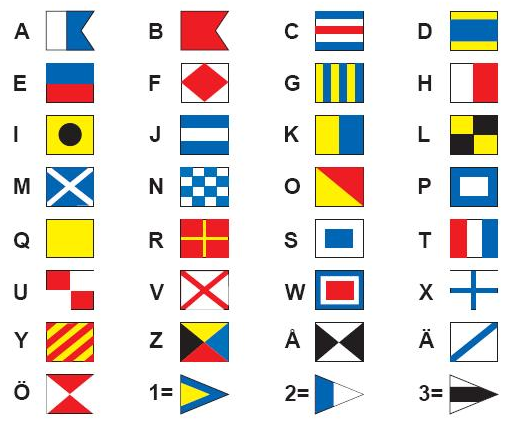 A B C D
E F G H
I J K L
M N O P
Q R S T
U V W X
Y Z Å Ä
Ö 1= 2= 3=